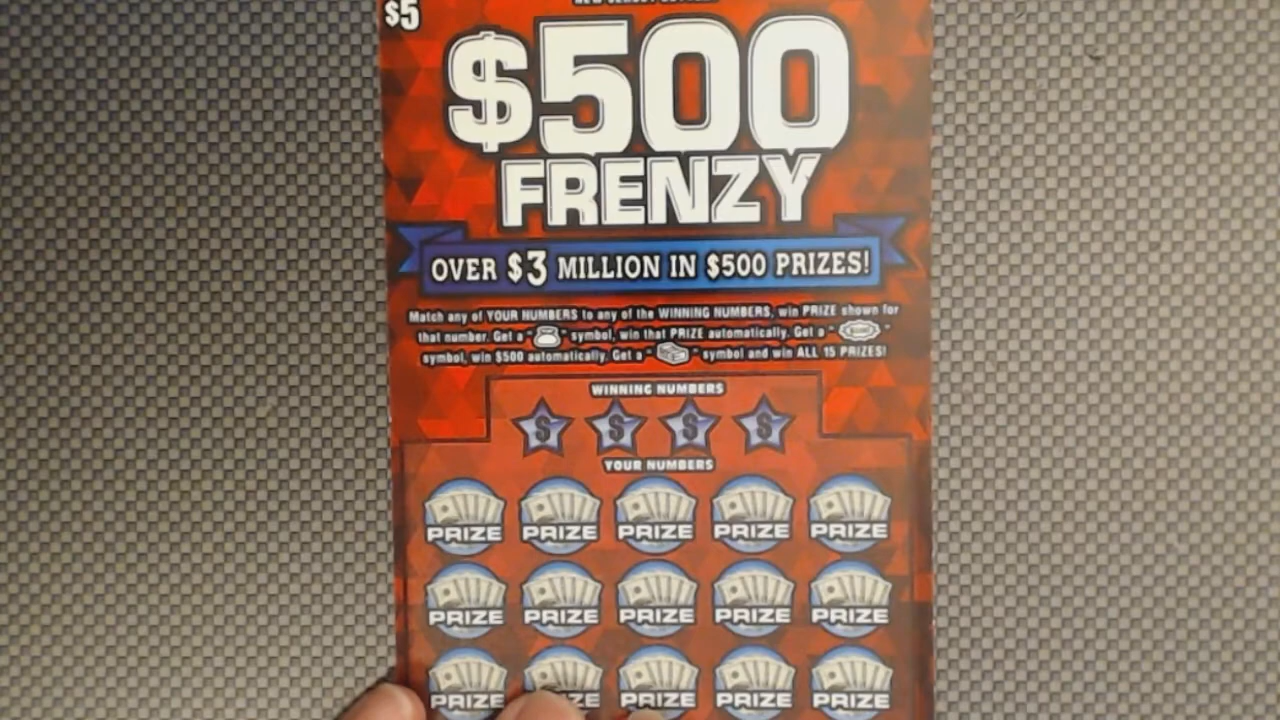 $5
NEW JERSEY LOTTERY
$500
FRENZY
OVER $3 MILLION IN $500 PRIZES!
Match any of YOUR NUMBERS to any of the WINNING NUMBERS, win PRIZE shown for
that number. Get a " " symbol, win that PRIZE automatically. Get a " "
symbol, win $500 automatically. Get a " " symbol and win ALL 15 PRIZES!
WINNING NUMBERS
$ $ $ $
YOUR NUMBERS
PRIZE PRIZE PRIZE PRIZE PRIZE
PRIZE PRIZE PRIZE PRIZE PRIZE
PRIZE PRIZE PRIZE PRIZE PRIZE